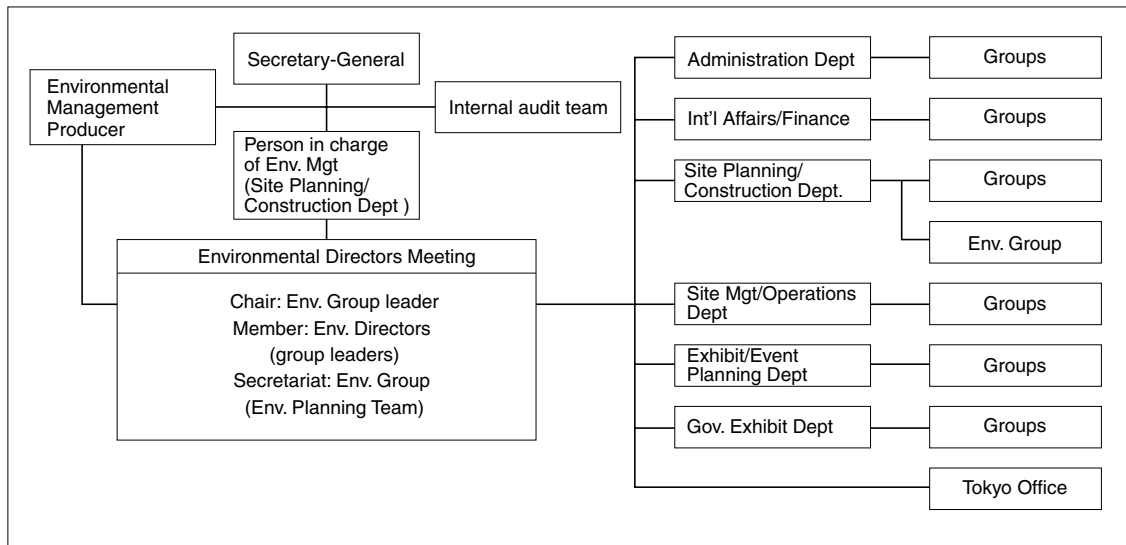 Secretary-General
Environmental
Management
Producer
Internal audit team
Person in charge
of Env. Mgt
(Site Planning/
Construction Dept )
Environmental Directors Meeting
Chair: Env. Group leader
Member: Env. Directors
(group leaders)
Secretariat: Env. Group
(Env. Planning Team)
Administration Dept
Groups
Int'l Affairs/Finance
Groups
Site Planning/
Construction Dept.
Groups
Env. Group
Site Mgt/Operations
Dept
Groups
Exhibit/Event
Planning Dept
Groups
Gov. Exhibit Dept
Groups
Tokyo Office